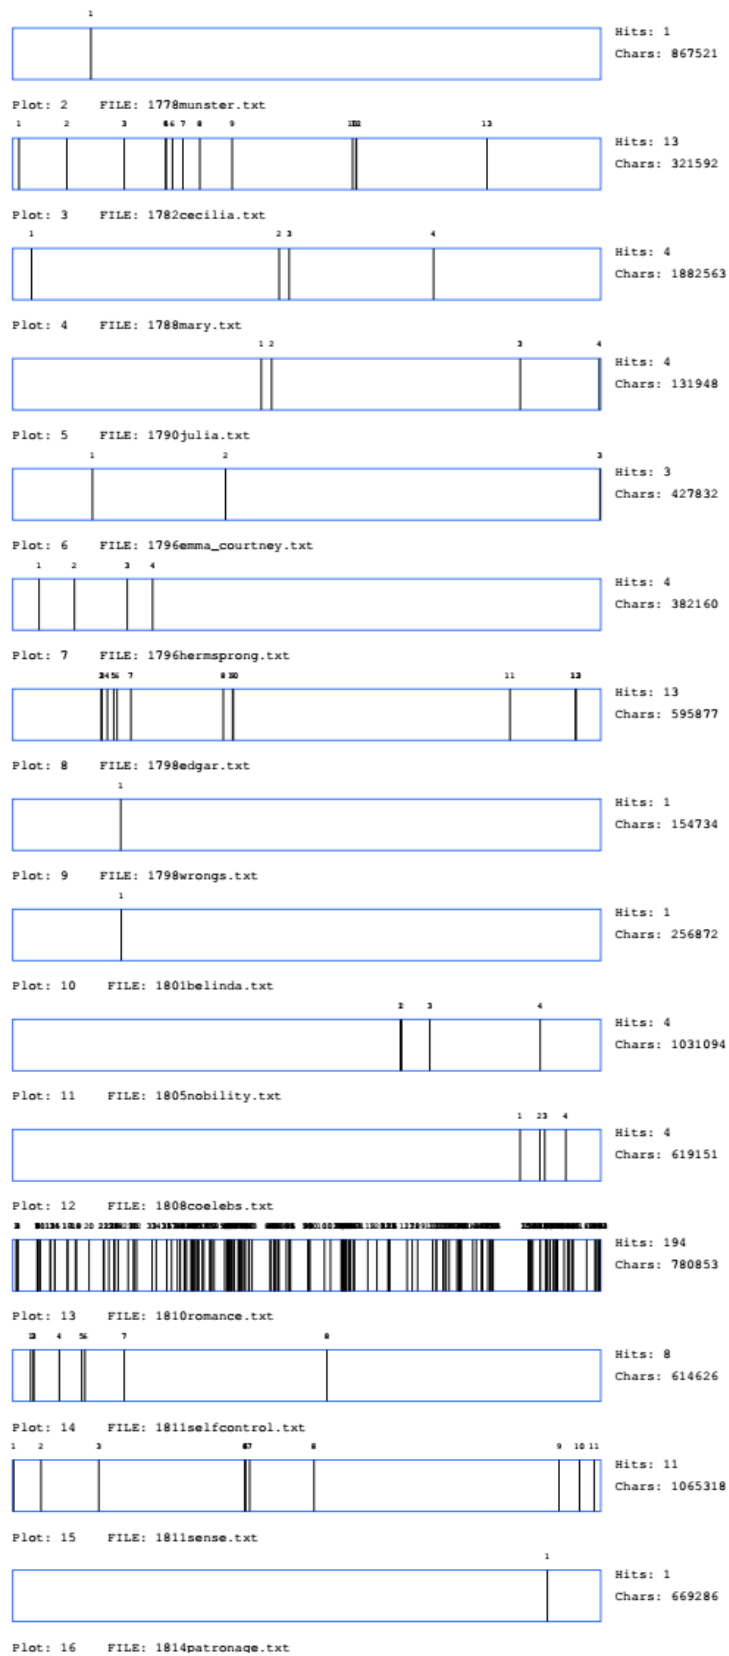 1
Hits: 1
Chars: 867521
Plot: 2 FILE: 1778munster.txt
1 2 3 6 7 8 9 13
Hits: 13
Chars: 321592
Plot: 3 FILE: 1782cecilia.txt
1 2 3 4
Hits: 4
Chars: 1882563
Plot: 4 FILE: 1788mary.txt
1 2 3 4
Hits: 4
Chars: 131948
Plot: 5 FILE: 1790julia.txt
1 2 3
Hits: 3
Chars: 427832
Plot: 6 FILE: 1796emma_courtney.txt
1 2 3 4
Hits: 4
Chars: 382160
Plot: 7 FILE: 1796hermsprong.txt
7 8 11
Hits: 13
Chars: 595877
Plot: 8 FILE: 1798edgar.txt
1
Hits: 1
Chars: 154734
Plot: 9 FILE: 1798wrongs.txt
1
Hits: 1
Chars: 256872
Plot: 10 FILE: 1801belinda.txt
3 4
Hits: 4
Chars: 1031094
Plot: 11 FILE: 1805nobility.txt
1 2 3 4
Hits: 4
Chars: 619151
Plot: 12 FILE: 1808coelebs.txt
Hits: 194
Chars: 780853
Plot: 13 FILE: 1810romance.txt
4 5 6 7 8
Hits: 8
Chars: 614626
Plot: 14 FILE: 1811selfcontrol.txt
1 2 3 7 8 9 10 11
Hits: 11
Chars: 1065318
Plot: 15 FILE: 1811sense.txt
1
Hits: 1
Chars: 669286
Plot: 16 FILE: 1814patronage.txt